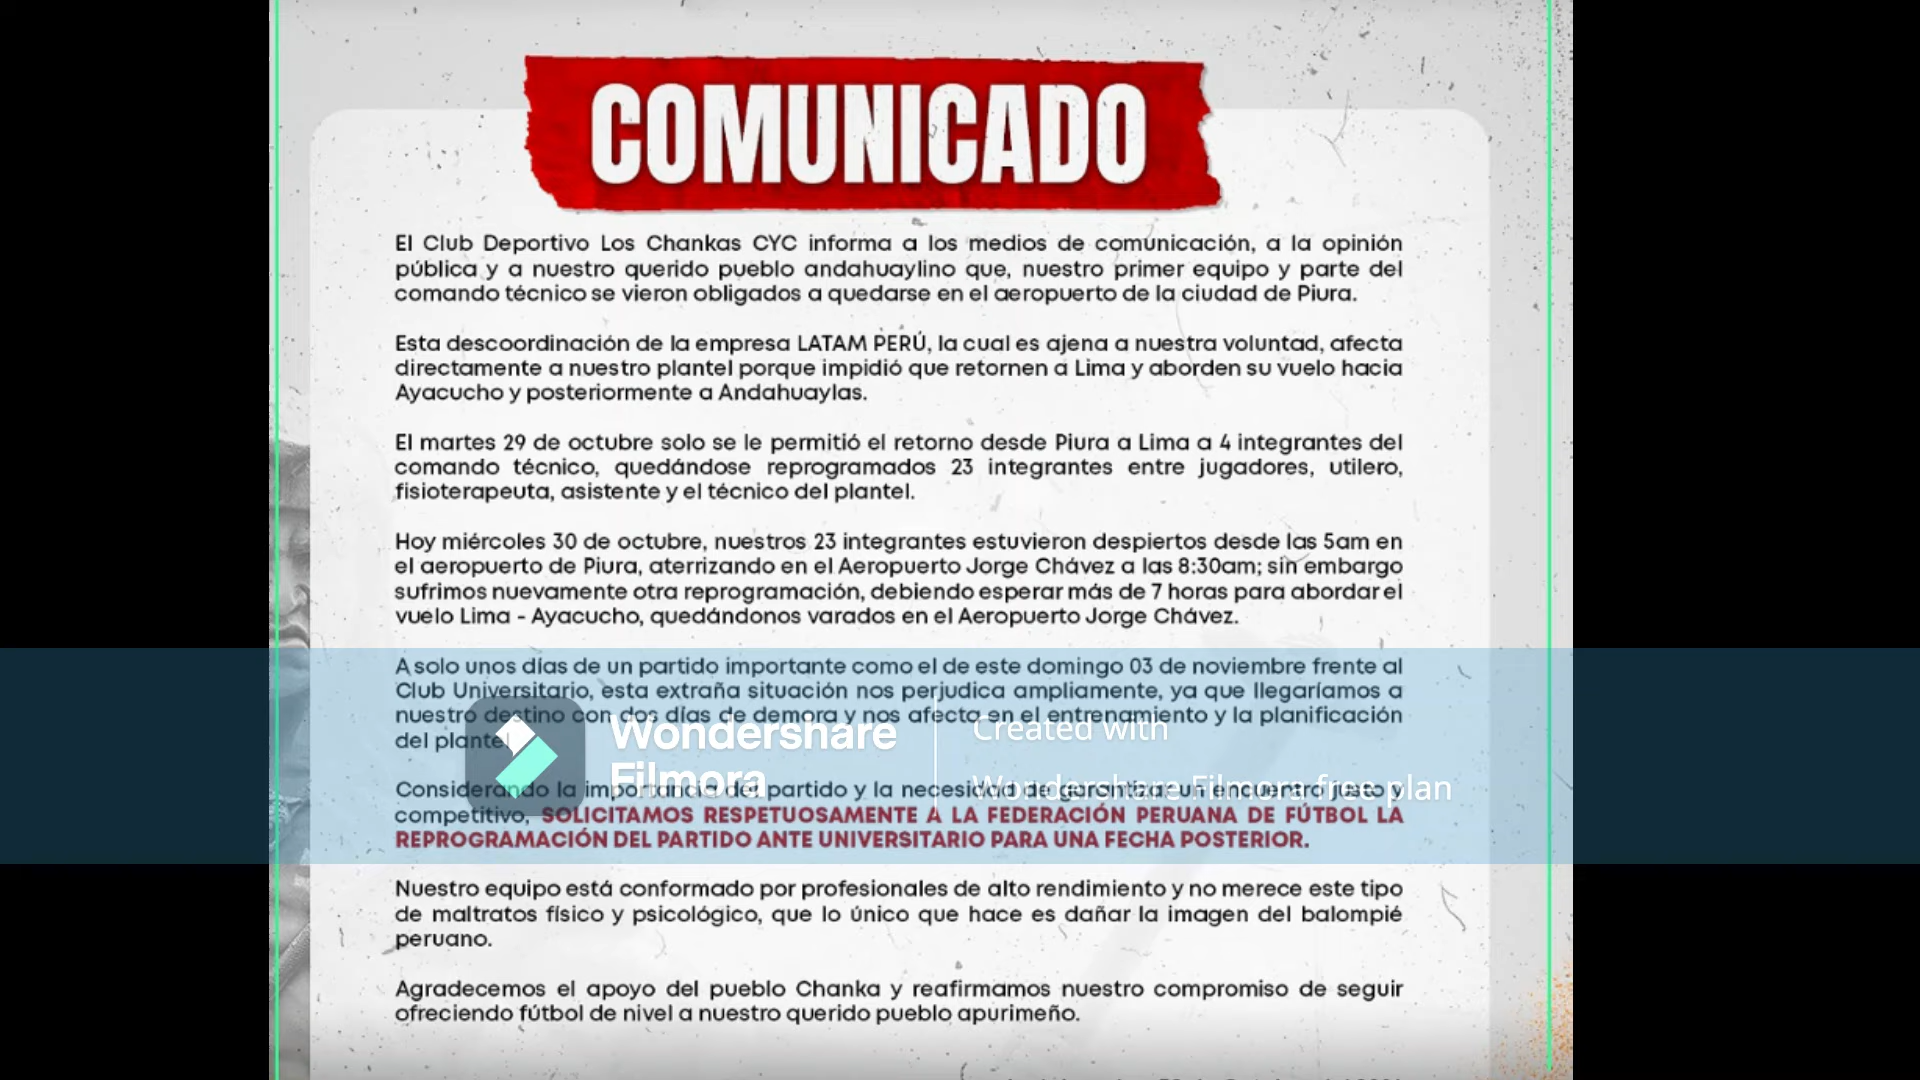 COMUNICADO
El Club Deportivo Los Chankas CYC informa a los medios de comunicación, a la opinión
pública y a nuestro querido pueblo andahuaylino que, nuestro primer equipo y parte del
comando técnico se vieron obligados a quedarse en el aeropuerto de la ciudad de Piura.
Esta descoordinación de la empresa LATAM PERÚ, la cual es ajena a nuestra voluntad, afecta
directamente a nuestro plantel porque impidió que retornen a Lima y aborden su vuelo hacia
Ayacucho y posteriormente a Andahuaylas.
El martes 29 de octubre solo se le permitió el retorno desde Piura a Lima a 4 integrantes del
comando técnico, quedándose reprogramados 23 integrantes entre jugadores, utilero,
fisioterapeuta, asistente y el técnico del plantel.
Hoy miércoles 30 de octubre, nuestros 23 integrantes estuvieron despiertos desde las 5am en
el aeropuerto de Piura, aterrizando en el Aeropuerto Jorge Chávez a las 8:30am; sin embargo
sufrimos nuevamente otra reprogramación, debiendo esperar más de 7 horas para abordar el
vuelo Lima - Ayacucho, quedándonos varados en el Aeropuerto Jorge Chávez.
A solo unos días de un partido importante como el de este domingo 03 de noviembre frente al
Club Universitario, esta extraña situación nos perjudica ampliamente, ya que llegaríamos a
nuestro destino con dos días de demora y nos afecta en el entrenamiento y la planificación
del plantel.
Wondershare
Filmora
Created with
Wondershare Filmora free plan
Considerando la importancia del partido y la necesidad de garantizar un encuentro justo y
competitivo, SOLICITAMOS RESPETUOSAMENTE A LA FEDERACIÓN PERUANA DE FÚTBOL LA
REPROGRAMACIÓN DEL PARTIDO ANTE UNIVERSITARIO PARA UNA FECHA POSTERIOR.
Nuestro equipo está conformado por profesionales de alto rendimiento y no merece este tipo
de maltratos físico y psicológico, que lo único que hace es dañar la imagen del balompié
peruano.
Agradecemos el apoyo del pueblo Chanka y reafirmamos nuestro compromiso de seguir
ofreciendo fútbol de nivel a nuestro querido pueblo apurimeño.